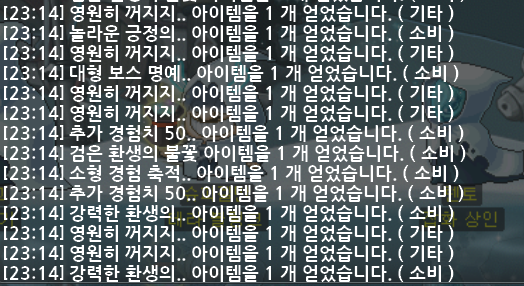 [23:14] 영원히 꺼지지.. 아이템을 1 개 얻었습니다. ( 기타 )
[23:14] 놀라운 긍정의.. 아이템을 1 개 얻었습니다. ( 소비 )
[23:14] 영원히 꺼지지.. 아이템을 1 개 얻었습니다. ( 기타 )
[23:14] 대형 보스 명예.. 아이템을 1 개 얻었습니다. ( 소비 )
[23:14] 영원히 꺼지지.. 아이템을 1 개 얻었습니다. ( 기타 )
[23:14] 영원히 꺼지지.. 아이템을 1 개 얻었습니다. ( 기타 )
[23:14] 추가 경험치 50.. 아이템을 1 개 얻었습니다. ( 소비 )
[23:14] 검은 환생의 불꽃 아이템을 1 개 얻었습니다. ( 소비 )
[23:14] 소형 경험 축적.. 아이템을 1 개 얻었습니다. ( 소비 )
[23:14] 추가 경험치 50.. 아이템을 1 개 얻었습니다. ( 소비 )
[23:14] 강력한 환생의.. 아이템을 1 개 얻었습니다. ( 소비 )
[23:14] 영원히 꺼지지.. 아이템을 1 개 얻었습니다. ( 기타 )
[23:14] 영원히 꺼지지.. 아이템을 1 개 얻었습니다. ( 기타 )
[23:14] 강력한 환생의.. 아이템을 1 개 얻었습니다. ( 소비 )
상인